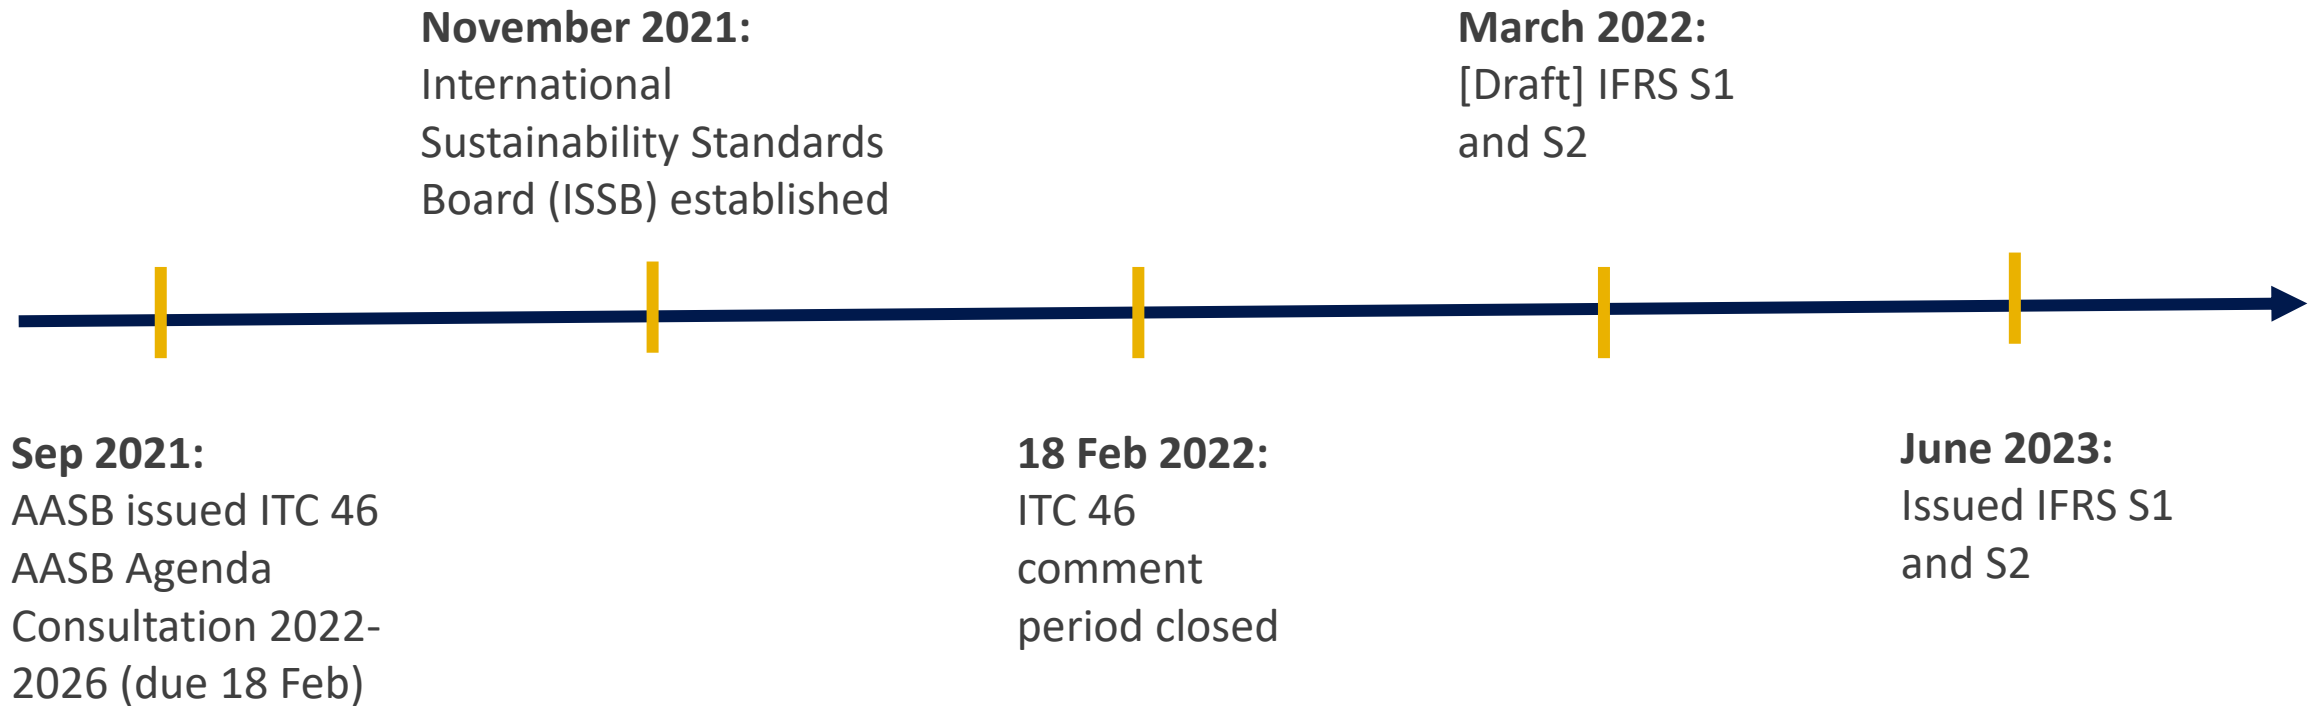 November 2021:
International
Sustainability Standards
Board (ISSB) established
March 2022:
[Draft] IFRS S1
and S2
Sep 2021:
AASB issued ITC 46
AASB Agenda
Consultation 2022-
2026 (due 18 Feb)
18 Feb 2022:
ITC 46
comment
period closed
June 2023:
Issued IFRS S1
and S2